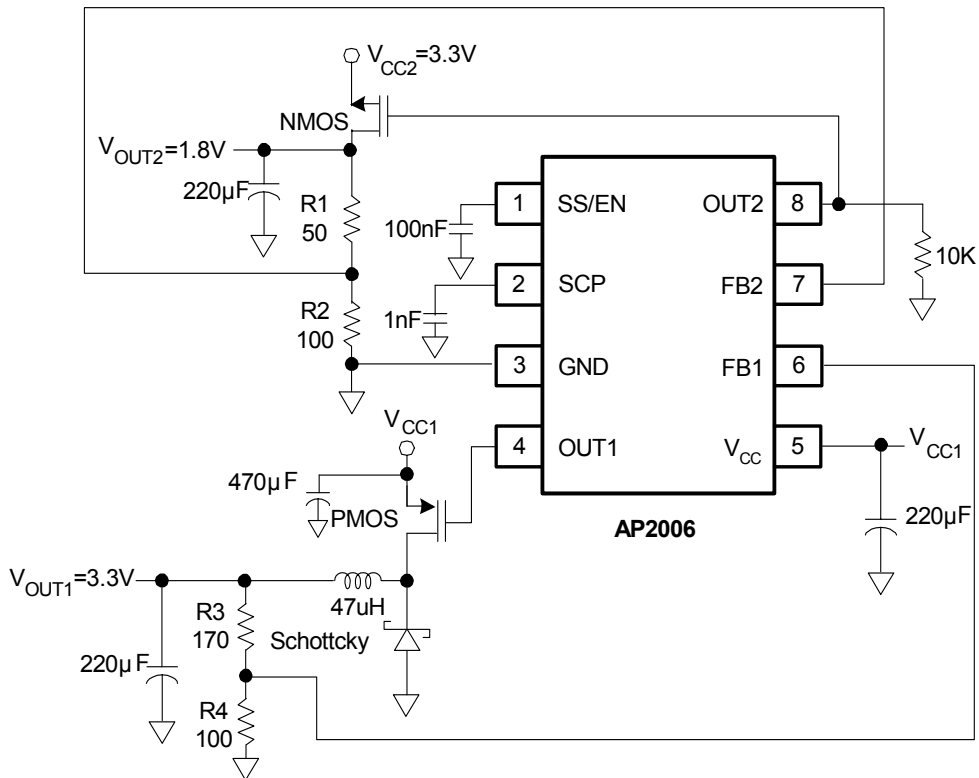 V_CC2=3.3V
NMOS
V_OUT2=1.8V
220µF
R1
50
R2
100
1 SS/EN
100nF
2 SCP
1nF
3 GND
4 OUT1
OUT2 8
10K
FB2 7
FB1 6
V_CC 5
V_CC1
220µF
AP2006
V_CC1
470µF
PMOS
V_OUT1=3.3V
47uH
R3
170
Schottcky
220µF
R4
100